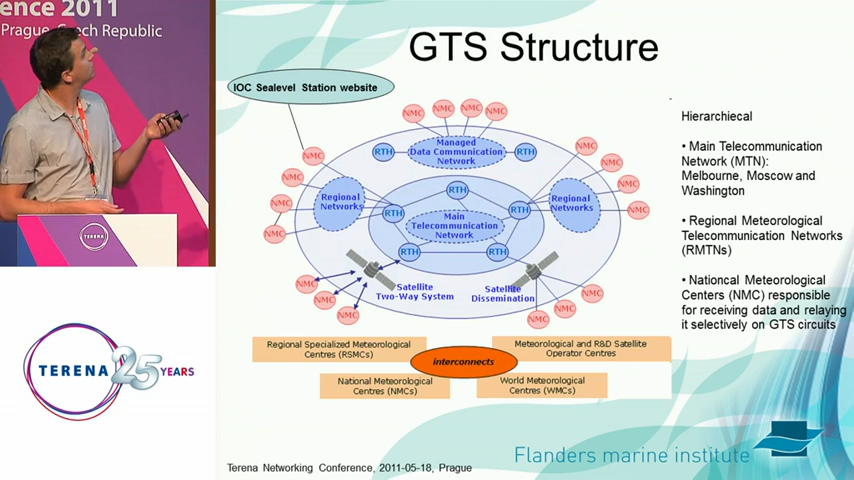 ence 2011
Prague, Czech Republic
TERENA
TERENA 25 YEARS
GTS Structure
IOC Sealevel Station website
NMC
NMC
NMC
NMC
NMC
NMC
NMC
NMC
NMC
NMC
NMC
NMC
RTH
Managed
Data Communication
Network
RTH
Regional
Networks
RTH
RTH
RTH
Main
Telecommunication
Network
Regional
Networks
RTH
RTH
Satellite
Two-Way System
Satellite
Dissemination
NMC
NMC
NMC
NMC
NMC
NMC
Regional Specialized Meteorological
Centres (RSMCs)
Meteorological and R&D Satellite
Operator Centres
interconnects
National Meteorological
Centres (NMCs)
World Meteorological
Centres (WMCs)
Hierarchiecal
• Main Telecommunication
Network (MTN):
Melbourne, Moscow and
Washington
• Regional Meteorological
Telecommunication Networks
(RMTNs)
• Nationcal Meteorological
Centers (NMC) responsible
for receiving data and relaying
it selectively on GTS circuits
Flanders marine institute
Terena Networking Conference, 2011-05-18, Prague